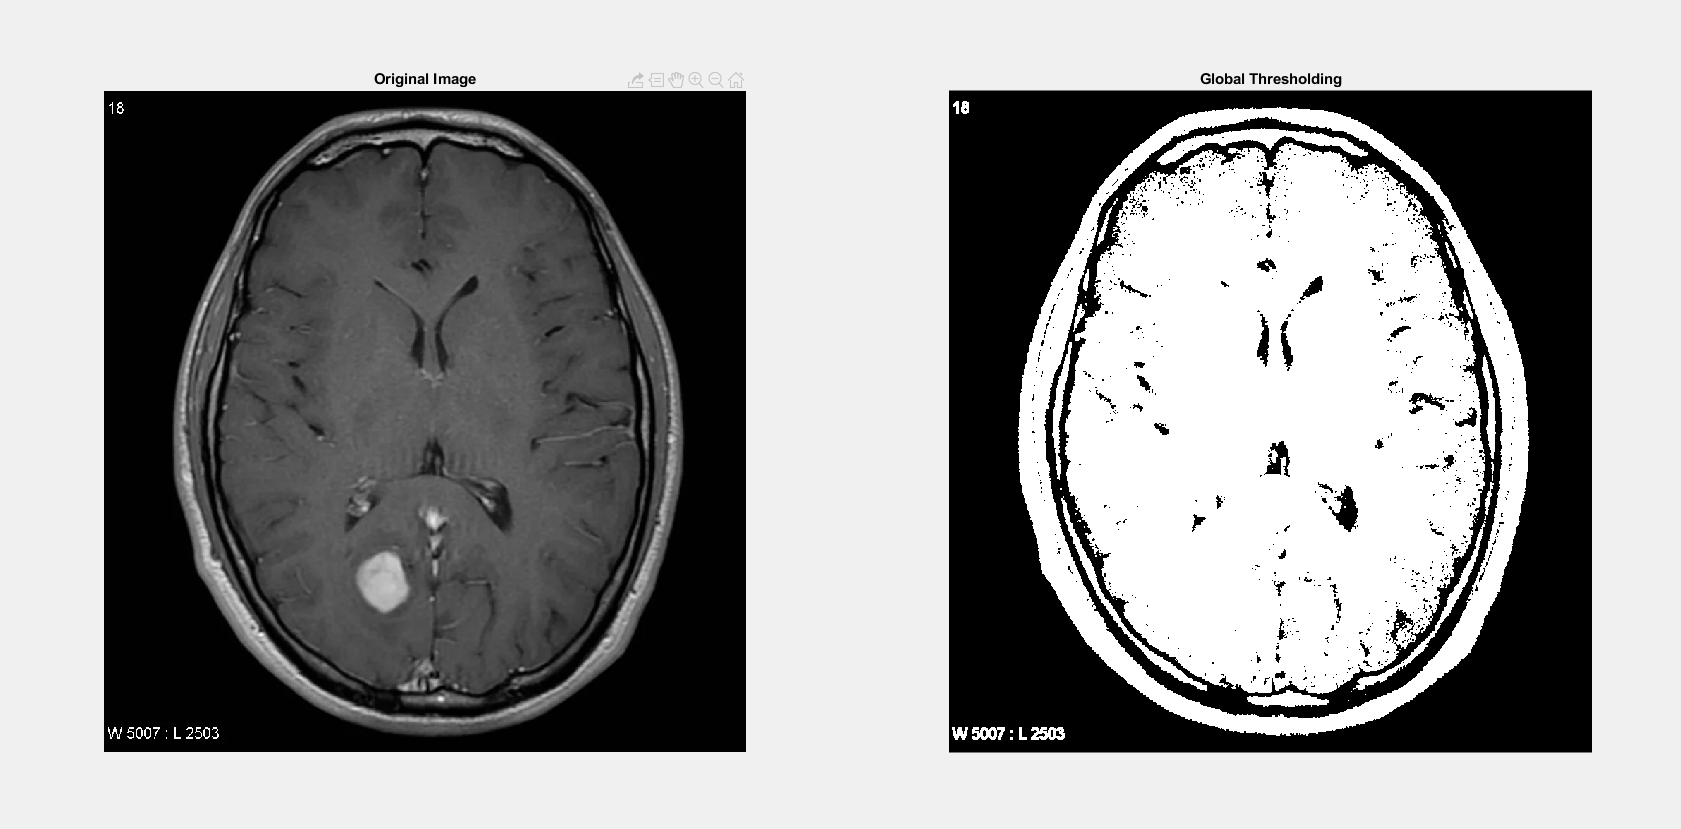 Original Image
18
W 5007 : L 2503
Global Thresholding
18
W 5007 : L 2503